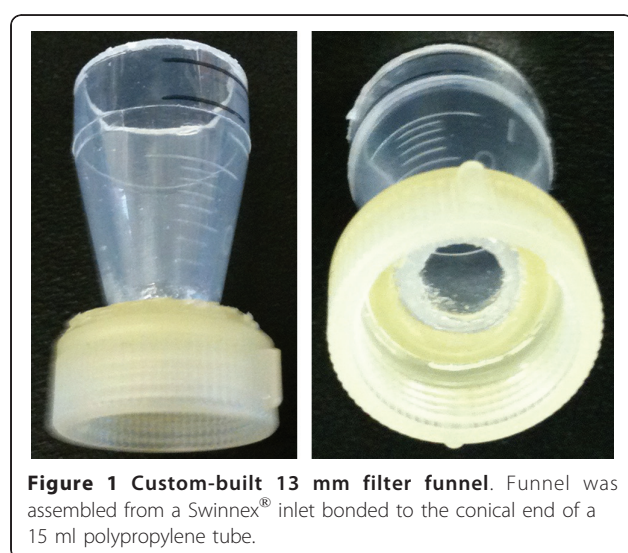 Figure 1 Custom-built 13 mm filter funnel. Funnel was
assembled from a Swinnex® inlet bonded to the conical end of a
15 ml polypropylene tube.